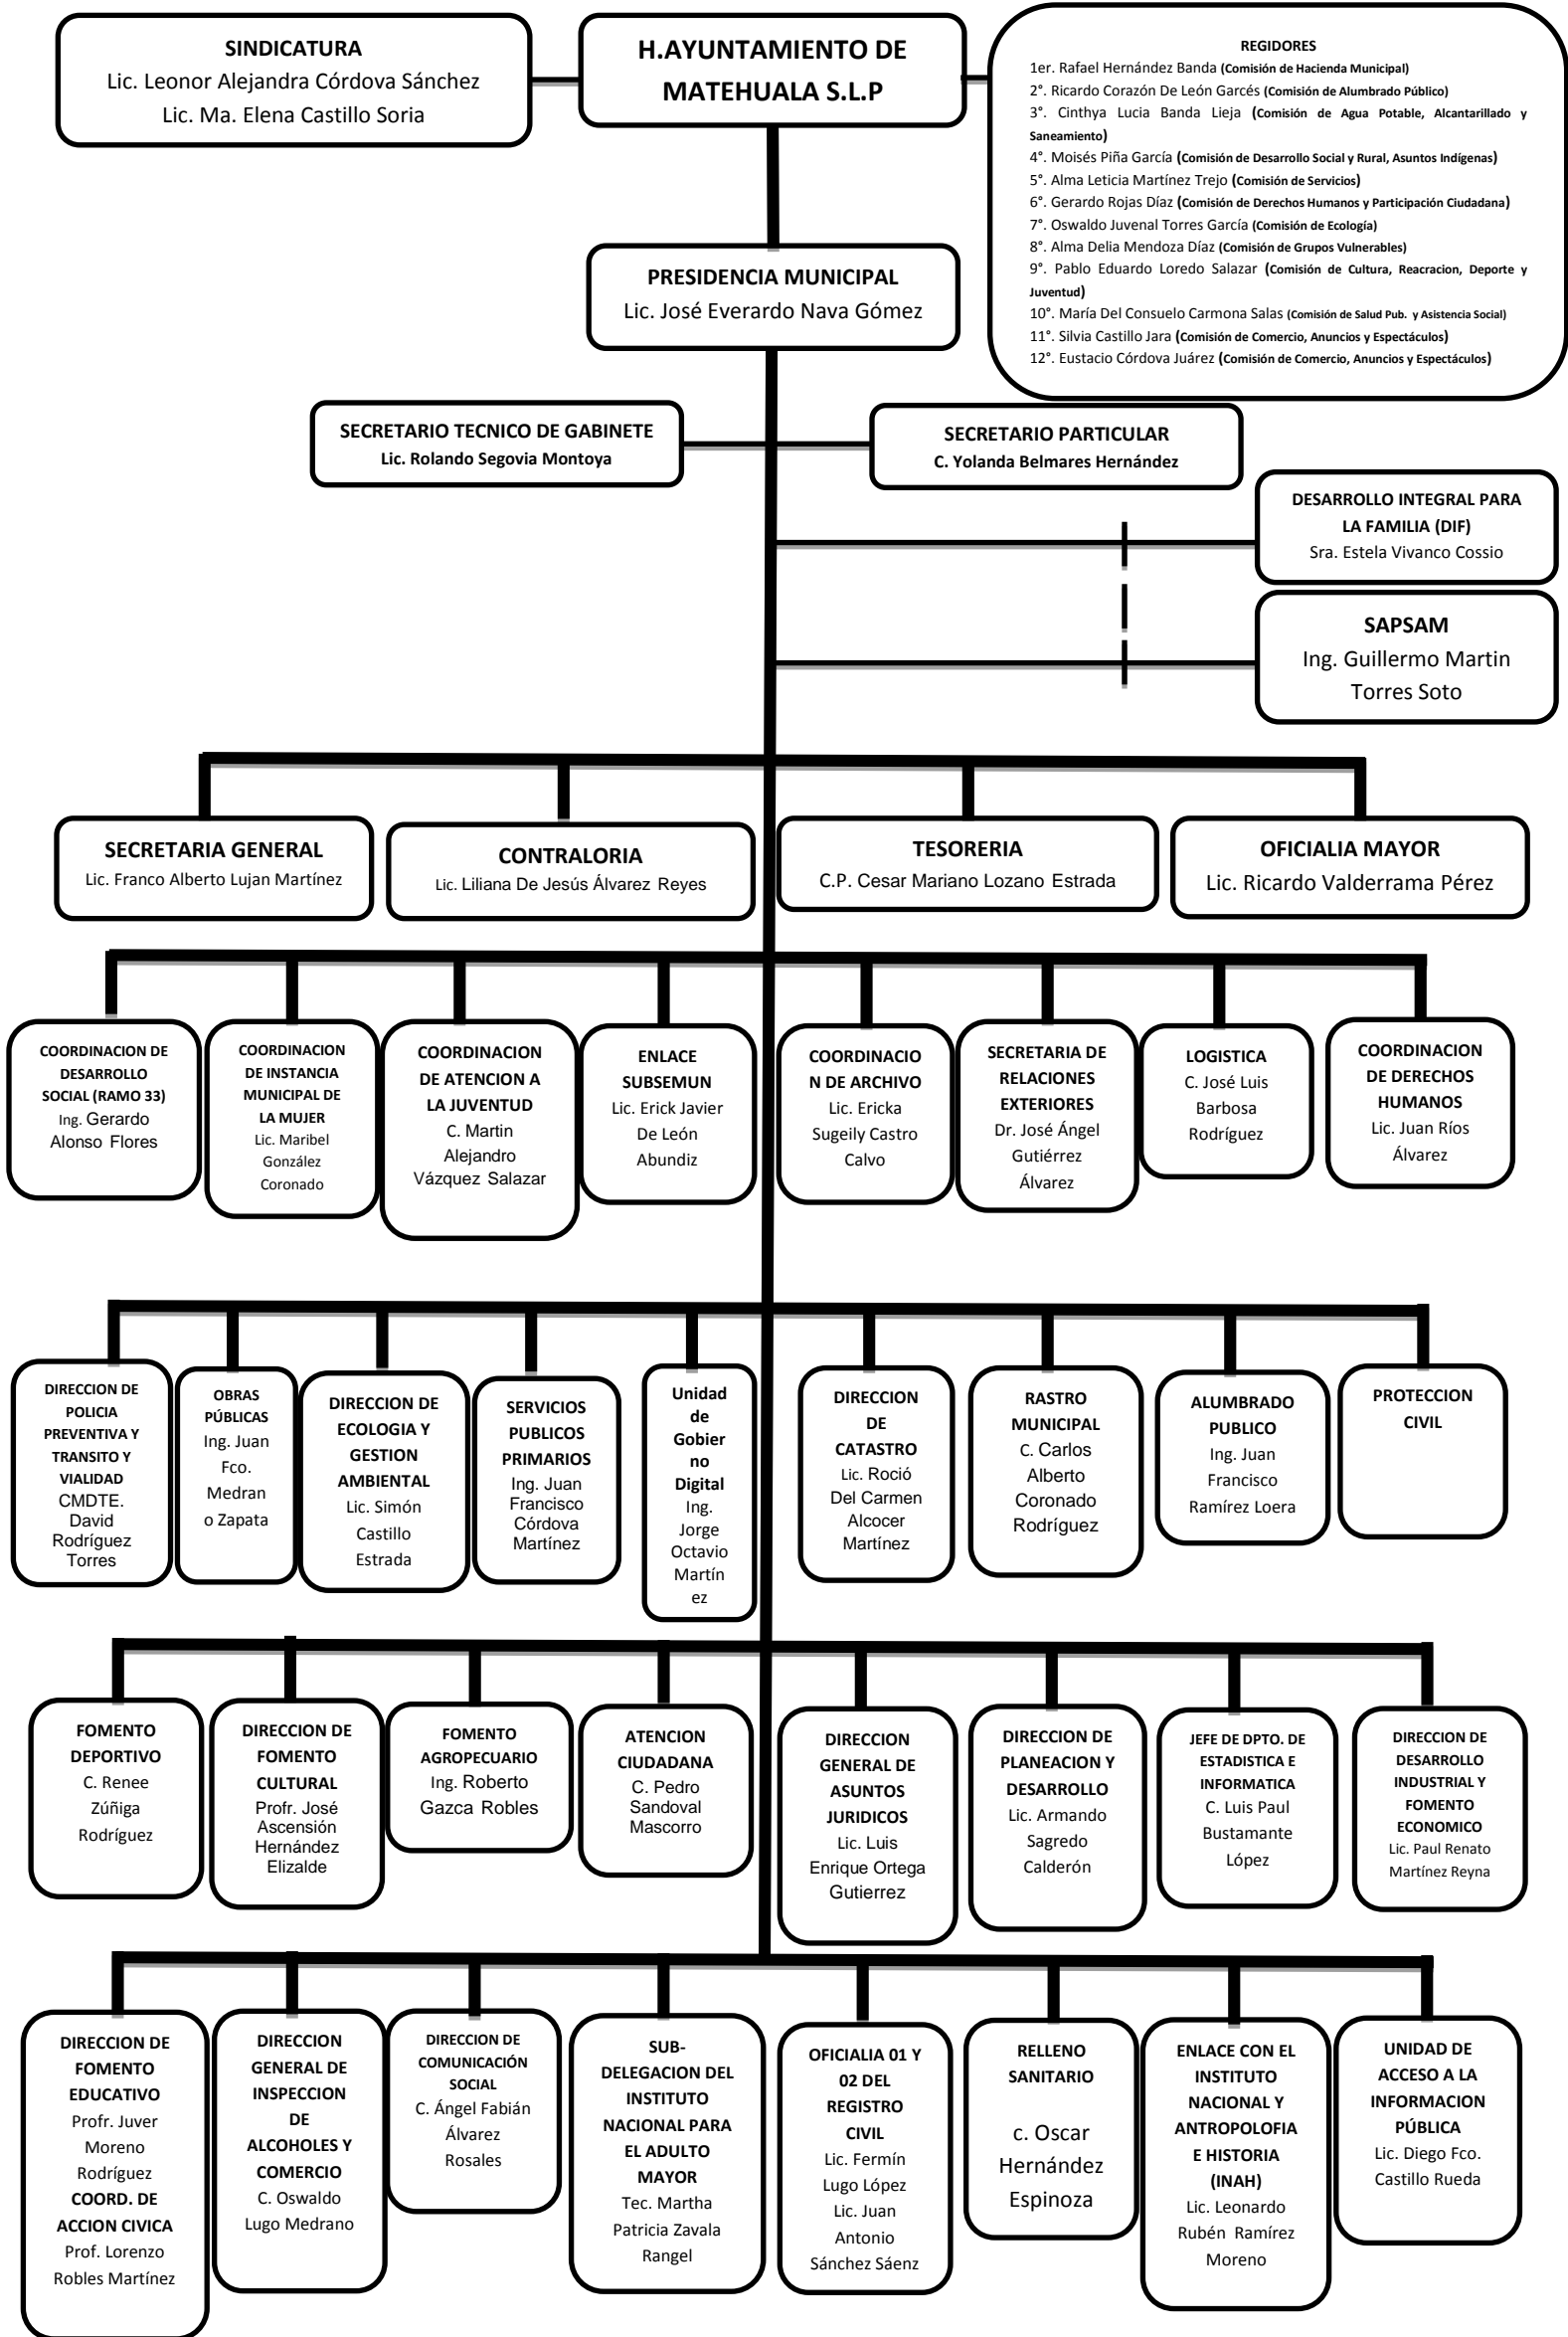 SINDICATURA
Lic. Leonor Alejandra Córdova Sánchez
Lic. Ma. Elena Castillo Soria
H.AYUNTAMIENTO DE
MATEHUALA S.L.P
REGIDORES
1er. Rafael Hernández Banda (Comisión de Hacienda Municipal)
2°. Ricardo Corazón De León Garcés (Comisión de Alumbrado Público)
3°. Cinthya Lucia Banda Lieja (Comisión de Agua Potable, Alcantarillado y
Saneamiento)
4°. Moisés Piña García (Comisión de Desarrollo Social y Rural, Asuntos Indígenas)
5°. Alma Leticia Martínez Trejo (Comisión de Servicios)
6°. Gerardo Rojas Díaz (Comisión de Derechos Humanos y Participación Ciudadana)
7°. Oswaldo Juvenal Torres García (Comisión de Ecología)
8°. Alma Delia Mendoza Díaz (Comisión de Grupos Vulnerables)
9°. Pablo Eduardo Loredo Salazar (Comisión de Cultura, Reacracion, Deporte y
Juventud)
10°. María Del Consuelo Carmona Salas (Comisión de Salud Pub. y Asistencia Social)
11°. Silvia Castillo Jara (Comisión de Comercio, Anuncios y Espectáculos)
12°. Eustacio Córdova Juárez (Comisión de Comercio, Anuncios y Espectáculos)
PRESIDENCIA MUNICIPAL
Lic. José Everardo Nava Gómez
SECRETARIO TECNICO DE GABINETE
Lic. Rolando Segovia Montoya
SECRETARIO PARTICULAR
C. Yolanda Belmares Hernández
DESARROLLO INTEGRAL PARA
LA FAMILIA (DIF)
Sra. Estela Vivanco Cossio
SAPSAM
Ing. Guillermo Martin
Torres Soto
SECRETARIA GENERAL
Lic. Franco Alberto Lujan Martínez
CONTRALORIA
Lic. Liliana De Jesús Álvarez Reyes
TESORERIA
C.P. Cesar Mariano Lozano Estrada
OFICIALIA MAYOR
Lic. Ricardo Valderrama Pérez
COORDINACION DE
DESARROLLO
SOCIAL (RAMO 33)
Ing. Gerardo
Alonso Flores
COORDINACION
DE INSTANCIA
MUNICIPAL DE
LA MUJER
Lic. Maribel
González
Coronado
COORDINACION
DE ATENCION A
LA JUVENTUD
C. Martin
Alejandro
Vázquez Salazar
ENLACE
SUBSEMUN
Lic. Erick Javier
De León
Abundiz
COORDINACIO
N DE ARCHIVO
Lic. Ericka
Sugeily Castro
Calvo
SECRETARIA DE
RELACIONES
EXTERIORES
Dr. José Ángel
Gutiérrez
Álvarez
LOGISTICA
C. José Luis
Barbosa
Rodríguez
COORDINACION
DE DERECHOS
HUMANOS
Lic. Juan Ríos
Álvarez
DIRECCION DE
POLICIA
PREVENTIVA Y
TRANSITO Y
VIALIDAD
CMDTE.
David
Rodríguez
Torres
OBRAS
PÚBLICAS
Ing. Juan
Fco.
Medran
o Zapata
DIRECCION DE
ECOLOGIA Y
GESTION
AMBIENTAL
Lic. Simón
Castillo
Estrada
SERVICIOS
PUBLICOS
PRIMARIOS
Ing. Juan
Francisco
Córdova
Martínez
Unidad
de
Gobier
no
Digital
Ing.
Jorge
Octavio
Martín
ez
DIRECCION
DE
CATASTRO
Lic. Roció
Del Carmen
Alcocer
Martínez
RASTRO
MUNICIPAL
C. Carlos
Alberto
Coronado
Rodríguez
ALUMBRADO
PUBLICO
Ing. Juan
Francisco
Ramírez Loera
PROTECCION
CIVIL
FOMENTO
DEPORTIVO
C. Renee
Zúñiga
Rodríguez
DIRECCION DE
FOMENTO
CULTURAL
Profr. José
Ascensión
Hernández
Elizalde
FOMENTO
AGROPECUARIO
Ing. Roberto
Gazca Robles
ATENCION
CIUDADANA
C. Pedro
Sandoval
Mascorro
DIRECCION
GENERAL DE
ASUNTOS
JURIDICOS
Lic. Luis
Enrique Ortega
Gutierrez
DIRECCION DE
PLANEACION Y
DESARROLLO
Lic. Armando
Sagredo
Calderón
JEFE DE DPTO. DE
ESTADISTICA E
INFORMATICA
C. Luis Paul
Bustamante
López
DIRECCION DE
DESARROLLO
INDUSTRIAL Y
FOMENTO
ECONOMICO
Lic. Paul Renato
Martínez Reyna
DIRECCION DE
FOMENTO
EDUCATIVO
Profr. Juver
Moreno
Rodríguez
COORD. DE
ACCION CIVICA
Prof. Lorenzo
Robles Martínez
DIRECCION
GENERAL DE
INSPECCION
DE
ALCOHOLES Y
COMERCIO
C. Oswaldo
Lugo Medrano
DIRECCION DE
COMUNICACIÓN
SOCIAL
C. Ángel Fabián
Álvarez
Rosales
SUB-
DELEGACION DEL
INSTITUTO
NACIONAL PARA
EL ADULTO
MAYOR
Tec. Martha
Patricia Zavala
Rangel
OFICIALIA 01 Y
02 DEL
REGISTRO
CIVIL
Lic. Fermín
Lugo López
Lic. Juan
Antonio
Sánchez Sáenz
RELLENO
SANITARIO
c. Oscar
Hernández
Espinoza
ENLACE CON EL
INSTITUTO
NACIONAL Y
ANTROPOLOFIA
E HISTORIA
(INAH)
Lic. Leonardo
Rubén Ramírez
Moreno
UNIDAD DE
ACCESO A LA
INFORMACION
PÚBLICA
Lic. Diego Fco.
Castillo Rueda